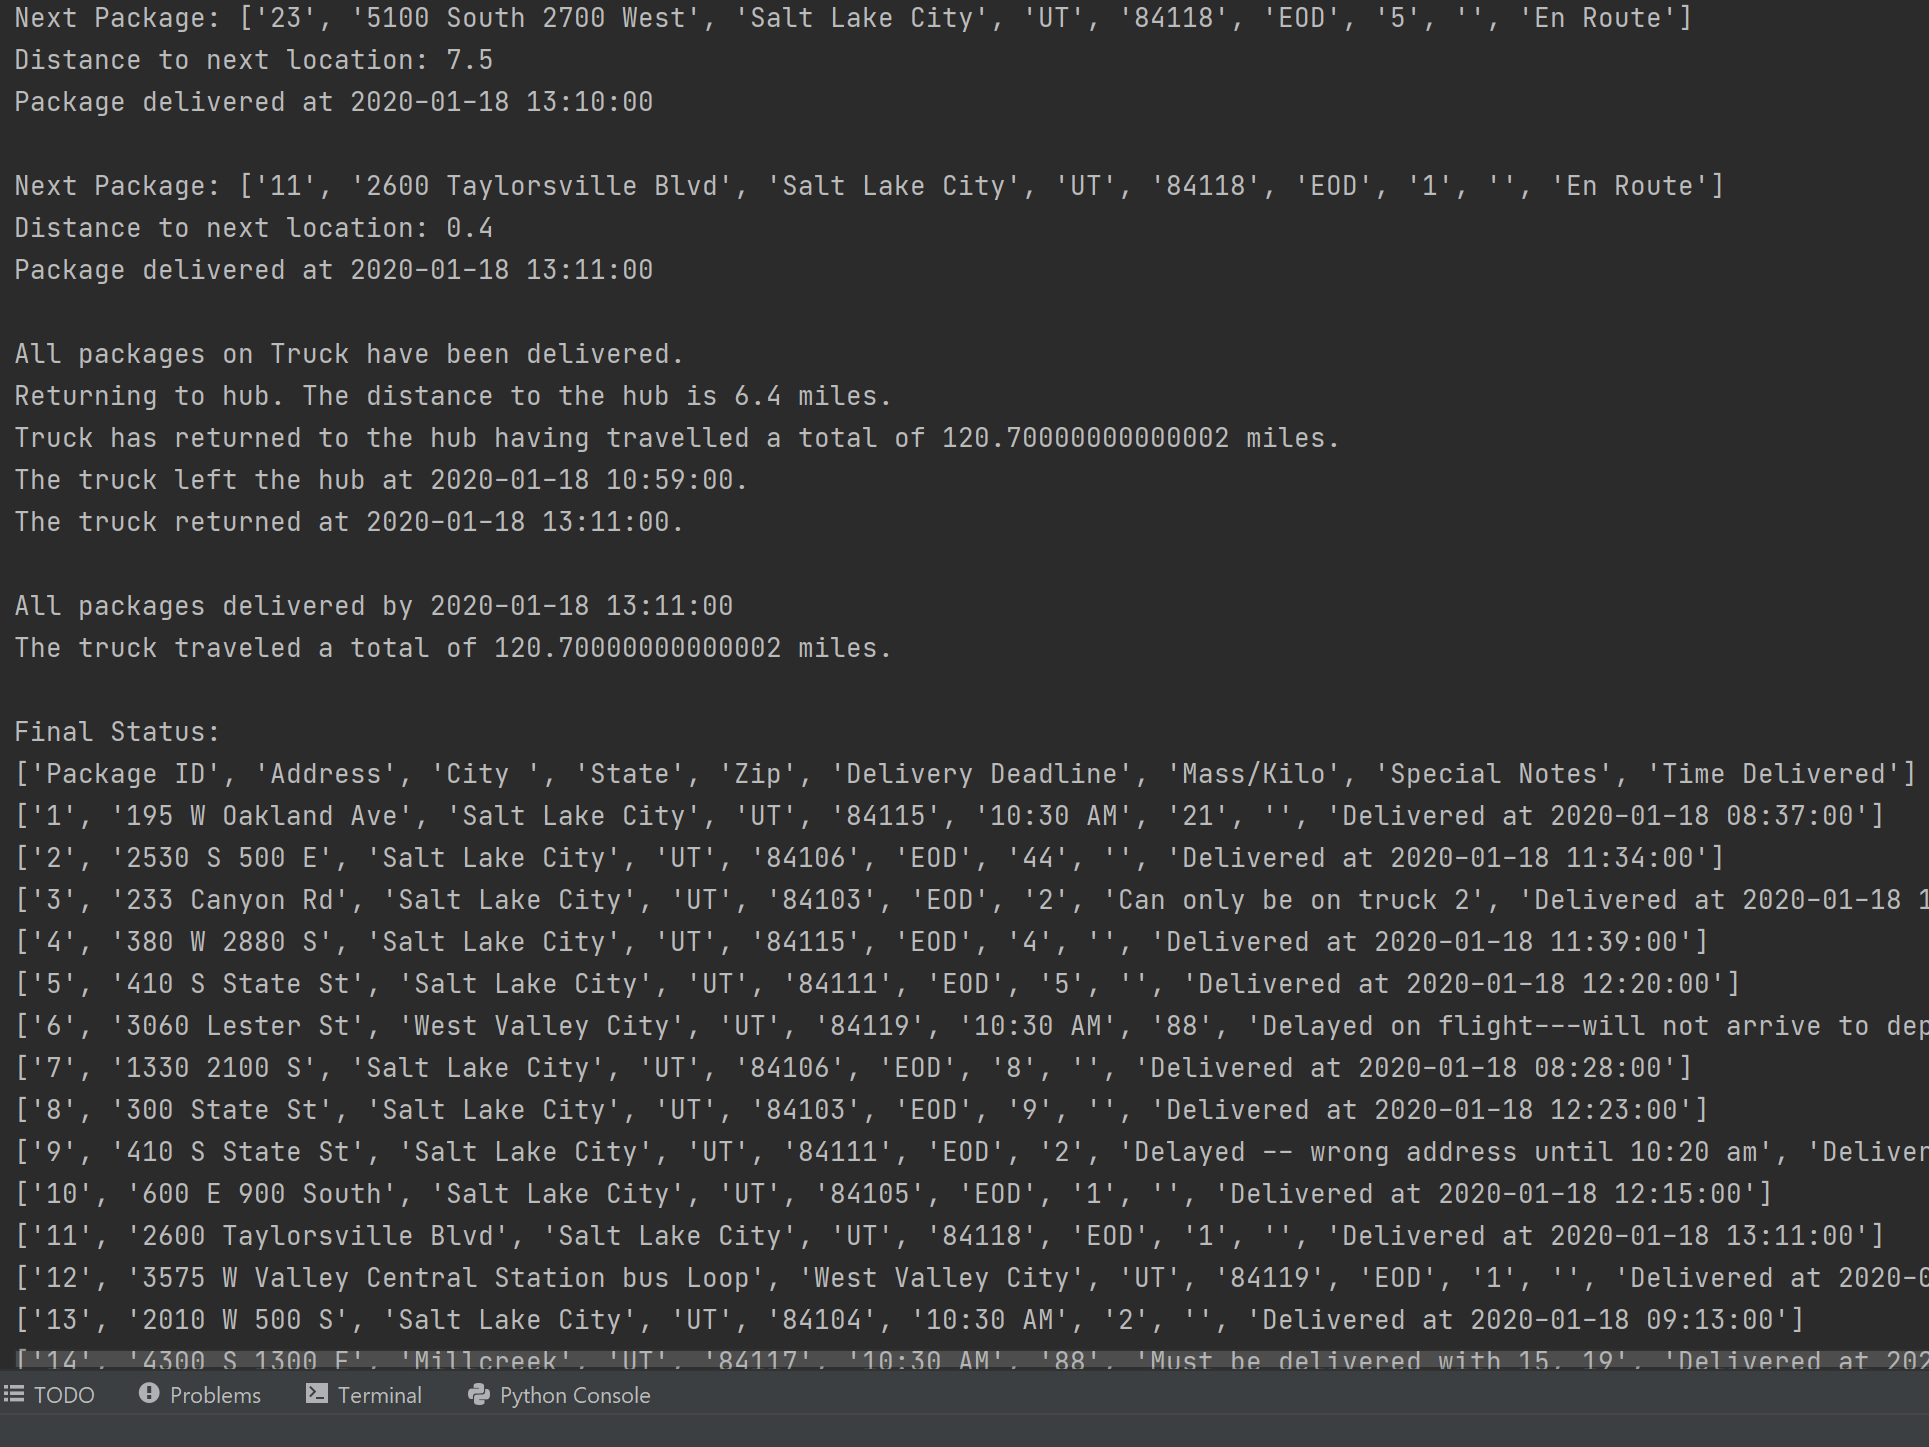 Next Package: ['23', '5100 South 2700 West', 'Salt Lake City', 'UT', '84118', 'EOD', '5', '', 'En Route']
Distance to next location: 7.5
Package delivered at 2020-01-18 13:10:00
Next Package: ['11', '2600 Taylorsville Blvd', 'Salt Lake City', 'UT', '84118', 'EOD', '1', '', 'En Route']
Distance to next location: 0.4
Package delivered at 2020-01-18 13:11:00
All packages on Truck have been delivered.
Returning to hub. The distance to the hub is 6.4 miles.
Truck has returned to the hub having travelled a total of 120.70000000000002 miles.
The truck left the hub at 2020-01-18 10:59:00.
The truck returned at 2020-01-18 13:11:00.
All packages delivered by 2020-01-18 13:11:00
The truck traveled a total of 120.70000000000002 miles.
Final Status:
['Package ID', 'Address', 'City ', 'State', 'Zip', 'Delivery Deadline', 'Mass/Kilo', 'Special Notes', 'Time Delivered']
['1', '195 W Oakland Ave', 'Salt Lake City', 'UT', '84115', '10:30 AM', '21', '', 'Delivered at 2020-01-18 08:37:00']
['2', '2530 S 500 E', 'Salt Lake City', 'UT', '84106', 'EOD', '44', '', 'Delivered at 2020-01-18 11:34:00']
['3', '233 Canyon Rd', 'Salt Lake City', 'UT', '84103', 'EOD', '2', 'Can only be on truck 2', 'Delivered at 2020-01-18 1
['4', '380 W 2880 S', 'Salt Lake City', 'UT', '84115', 'EOD', '4', '', 'Delivered at 2020-01-18 11:39:00']
['5', '410 S State St', 'Salt Lake City', 'UT', '84111', 'EOD', '5', '', 'Delivered at 2020-01-18 12:20:00']
['6', '3060 Lester St', 'West Valley City', 'UT', '84119', '10:30 AM', '88', 'Delayed on flight---will not arrive to dep
['7', '1330 2100 S', 'Salt Lake City', 'UT', '84106', 'EOD', '8', '', 'Delivered at 2020-01-18 08:28:00']
['8', '300 State St', 'Salt Lake City', 'UT', '84103', 'EOD', '9', '', 'Delivered at 2020-01-18 12:23:00']
['9', '410 S State St', 'Salt Lake City', 'UT', '84111', 'EOD', '2', 'Delayed -- wrong address until 10:20 am', 'Deliver
['10', '600 E 900 South', 'Salt Lake City', 'UT', '84105', 'EOD', '1', '', 'Delivered at 2020-01-18 12:15:00']
['11', '2600 Taylorsville Blvd', 'Salt Lake City', 'UT', '84118', 'EOD', '1', '', 'Delivered at 2020-01-18 13:11:00']
['12', '3575 W Valley Central Station bus Loop', 'West Valley City', 'UT', '84119', 'EOD', '1', '', 'Delivered at 2020-0
['13', '2010 W 500 S', 'Salt Lake City', 'UT', '84104', '10:30 AM', '2', '', 'Delivered at 2020-01-18 09:13:00']
['14', '4300 S 1300 E', 'Millcreek', 'UT', '84117', '10:30 AM', '88', 'Must be delivered with 15, 19', 'Delivered at 202
TODO Problems Terminal Python Console